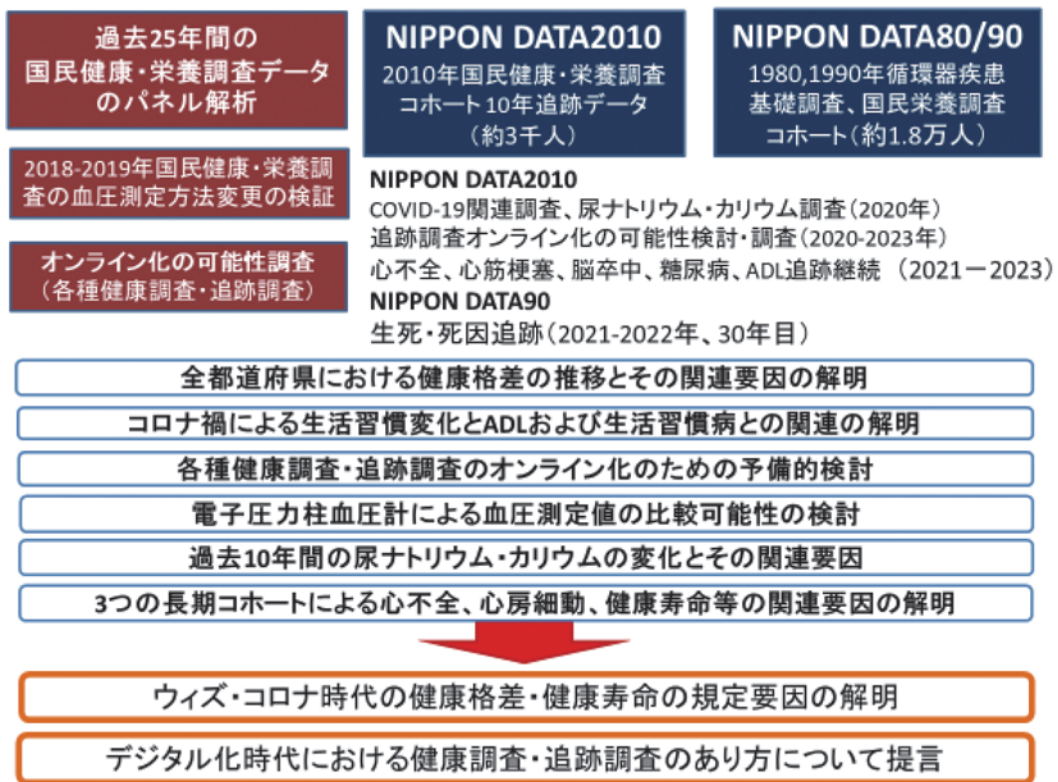 過去25年間の
国民健康・栄養調査データ
のパネル解析
NIPPON DATA2010
2010年国民健康・栄養調査
コホート10年追跡データ
（約3千人）
NIPPON DATA80/90
1980,1990年循環器疾患
基礎調査、国民栄養調査
コホート（約1.8万人）
2018-2019年国民健康・栄養調
査の血圧測定方法変更の検証
オンライン化の可能性調査
（各種健康調査・追跡調査）
NIPPON DATA2010
COVID-19関連調査、尿ナトリウム・カリウム調査（2020年）
追跡調査オンライン化の可能性検討・調査（2020-2023年）
心不全、心筋梗塞、脳卒中、糖尿病、ADL追跡継続 （2021－2023）
NIPPON DATA90
生死・死因追跡（2021-2022年、30年目）
全都道府県における健康格差の推移とその関連要因の解明
コロナ禍による生活習慣変化とADLおよび生活習慣病との関連の解明
各種健康調査・追跡調査のオンライン化のための予備的検討
電子圧力柱血圧計による血圧測定値の比較可能性の検討
過去10年間の尿ナトリウム・カリウムの変化とその関連要因
3つの長期コホートによる心不全、心房細動、健康寿命等の関連要因の解明
ウィズ・コロナ時代の健康格差・健康寿命の規定要因の解明
デジタル化時代における健康調査・追跡調査のあり方について提言